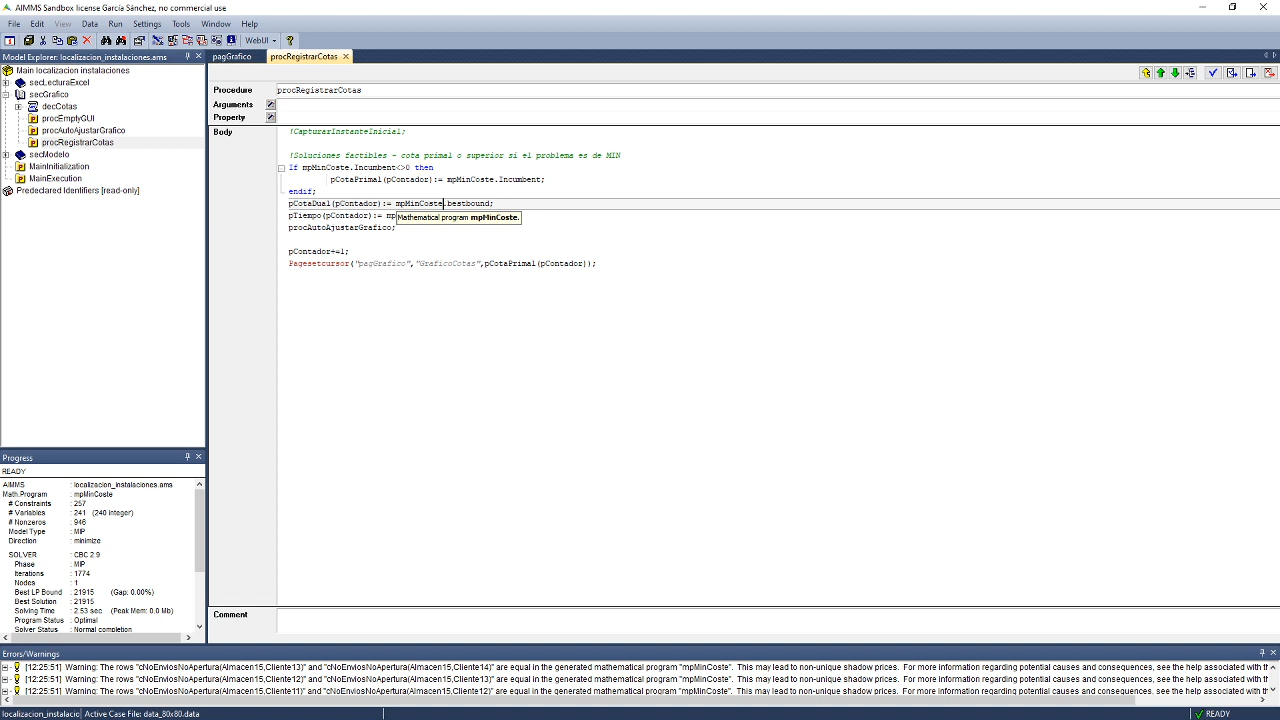 AIMMS Sandbox license García Sánchez, no commercial use
File Edit View Data Run Settings Tools Window Help
WebUI
Model Explorer: localizacion_instalaciones.ams
pagGrafico procRegistrarCotas
Main localizacion instalaciones
secLecturaExcel
secGrafico
decCotas
procEmptyGUI
procAutoAjustarGrafico
procRegistrarCotas
secModelo
MainInitialization
MainExecution
Predeclared Identifiers [read-only]
Procedure procRegistrarCotas
Arguments
Property
Body
!CapturarInstanteInicial;
!Soluciones factibles - cota primal o superior si el problema es de MIN
If mpMinCoste.Incumbent<>0 then
pCotaPrimal(pContador):= mpMinCoste.Incumbent;
endif;
pCotaDual(pContador):= mpMinCoste.bestbound;
pTiempo(pContador):= mp
Mathematical program mpMinCoste.
procAutoAjustarGrafico;
pContador+=1;
Pagesetcursor("pagGrafico","GraficoCotas",pCotaPrimal(pContador));
Comment
Progress
READY
AIMMS : localizacion_instalaciones.ams
Math.Program : mpMinCoste
# Constraints : 257
# Variables : 241 (240 integer)
# Nonzeros : 946
Model Type : MIP
Direction : minimize
SOLVER : CBC 2.9
Phase : MIP
Iterations : 1774
Nodes : 1
Best LP Bound : 21915 (Gap: 0.00%)
Best Solution : 21915
Solving Time : 2.53 sec (Peak Mem: 0.0 Mb)
Program Status : Optimal
Solver Status : Normal completion
Errors/Warnings
[12:25:51] Warning: The rows "cNoEnviosNoApertura(Almacen15,Cliente13)" and "cNoEnviosNoApertura(Almacen15,Cliente14)" are equal in the generated mathematical program "mpMinCoste". This may lead to non-unique shadow prices. For more information regarding potential causes and consequences, see the help associated with th
[12:25:51] Warning: The rows "cNoEnviosNoApertura(Almacen15,Cliente12)" and "cNoEnviosNoApertura(Almacen15,Cliente13)" are equal in the generated mathematical program "mpMinCoste". This may lead to non-unique shadow prices. For more information regarding potential causes and consequences, see the help associated with th
[12:25:51] Warning: The rows "cNoEnviosNoApertura(Almacen15,Cliente11)" and "cNoEnviosNoApertura(Almacen15,Cliente12)" are equal in the generated mathematical program "mpMinCoste". This may lead to non-unique shadow prices. For more information regarding potential causes and consequences, see the help associated with th
localizacion_instalacio Active Case File: data_80x80.data READY